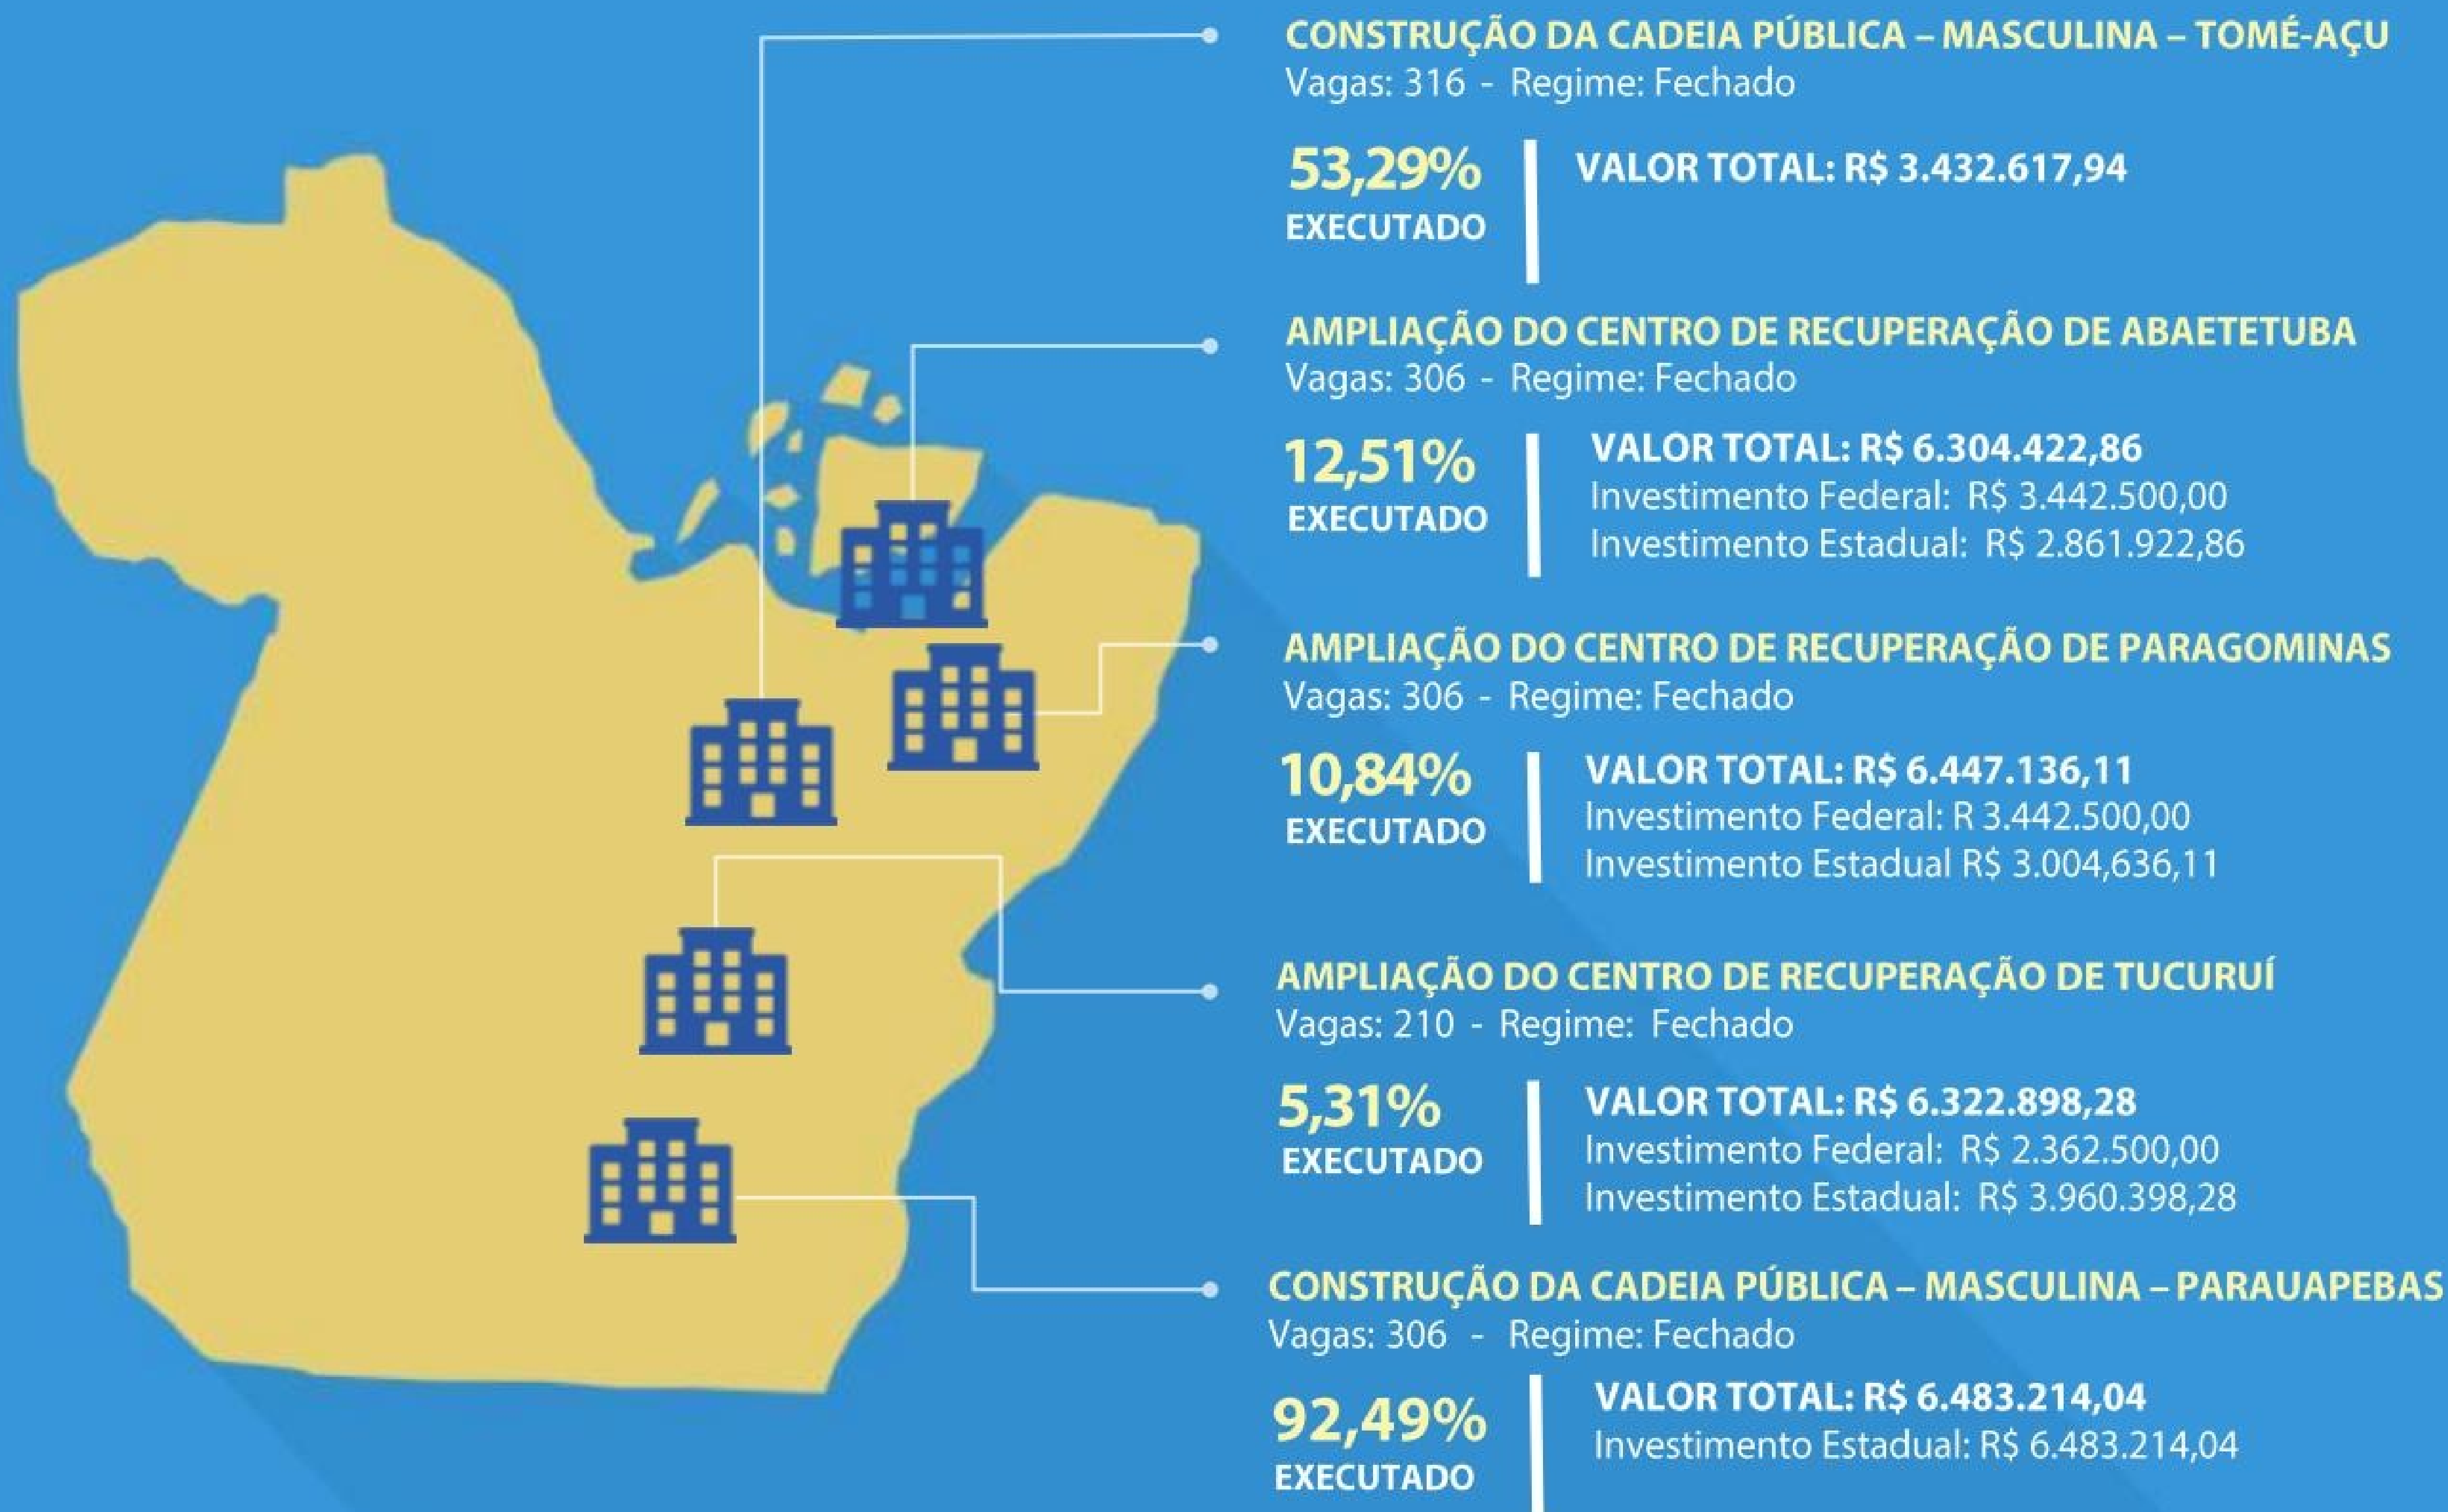 CONSTRUÇÃO DA CADEIA PÚBLICA – MASCULINA – TOMÉ-AÇU
Vagas: 316 - Regime: Fechado
53,29%
EXECUTADO
VALOR TOTAL: R$ 3.432.617,94
AMPLIAÇÃO DO CENTRO DE RECUPERAÇÃO DE ABAETETUBA
Vagas: 306 - Regime: Fechado
12,51%
EXECUTADO
VALOR TOTAL: R$ 6.304.422,86
Investimento Federal: R$ 3.442.500,00
Investimento Estadual: R$ 2.861.922,86
AMPLIAÇÃO DO CENTRO DE RECUPERAÇÃO DE PARAGOMINAS
Vagas: 306 - Regime: Fechado
10,84%
EXECUTADO
VALOR TOTAL: R$ 6.447.136,11
Investimento Federal: R 3.442.500,00
Investimento Estadual R$ 3.004,636,11
AMPLIAÇÃO DO CENTRO DE RECUPERAÇÃO DE TUCURUÍ
Vagas: 210 - Regime: Fechado
5,31%
EXECUTADO
VALOR TOTAL: R$ 6.322.898,28
Investimento Federal: R$ 2.362.500,00
Investimento Estadual: R$ 3.960.398,28
CONSTRUÇÃO DA CADEIA PÚBLICA – MASCULINA – PARAUAPEBAS
Vagas: 306 - Regime: Fechado
92,49%
EXECUTADO
VALOR TOTAL: R$ 6.483.214,04
Investimento Estadual: R$ 6.483.214,04